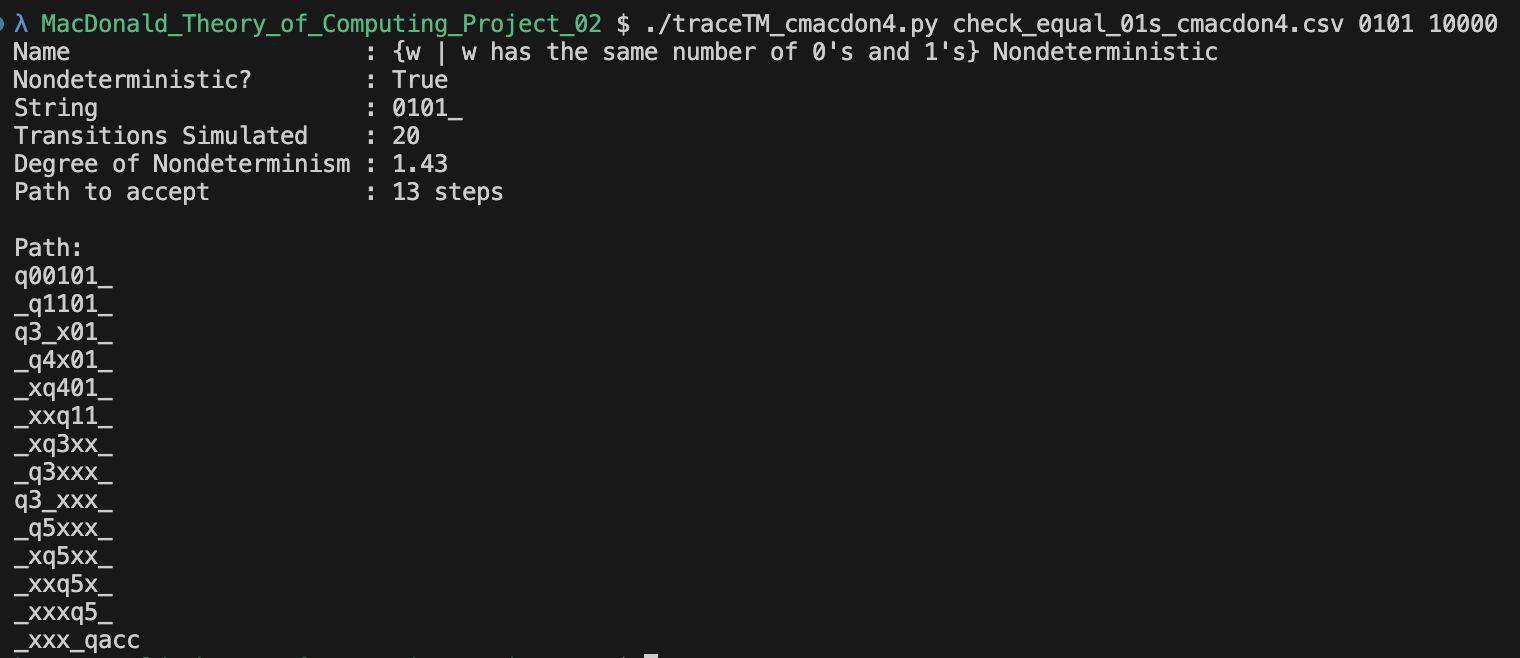 λ MacDonald_Theory_of_Computing_Project_02 $ ./traceTM_cmacdon4.py check_equal_01s_cmacdon4.csv 0101 10000
Name                     : {w | w has the same number of 0's and 1's} Nondeterministic
Nondeterministic?        : True
String                   : 0101_
Transitions Simulated    : 20
Degree of Nondeterminism : 1.43
Path to accept           : 13 steps

Path:
q00101_
_q1101_
q3_x01_
_q4x01_
_xq401_
_xxq11_
_xq3xx_
_q3xxx_
q3_xxx_
_q5xxx_
_xq5xx_
_xxq5x_
_xxxq5_
_xxx_qacc